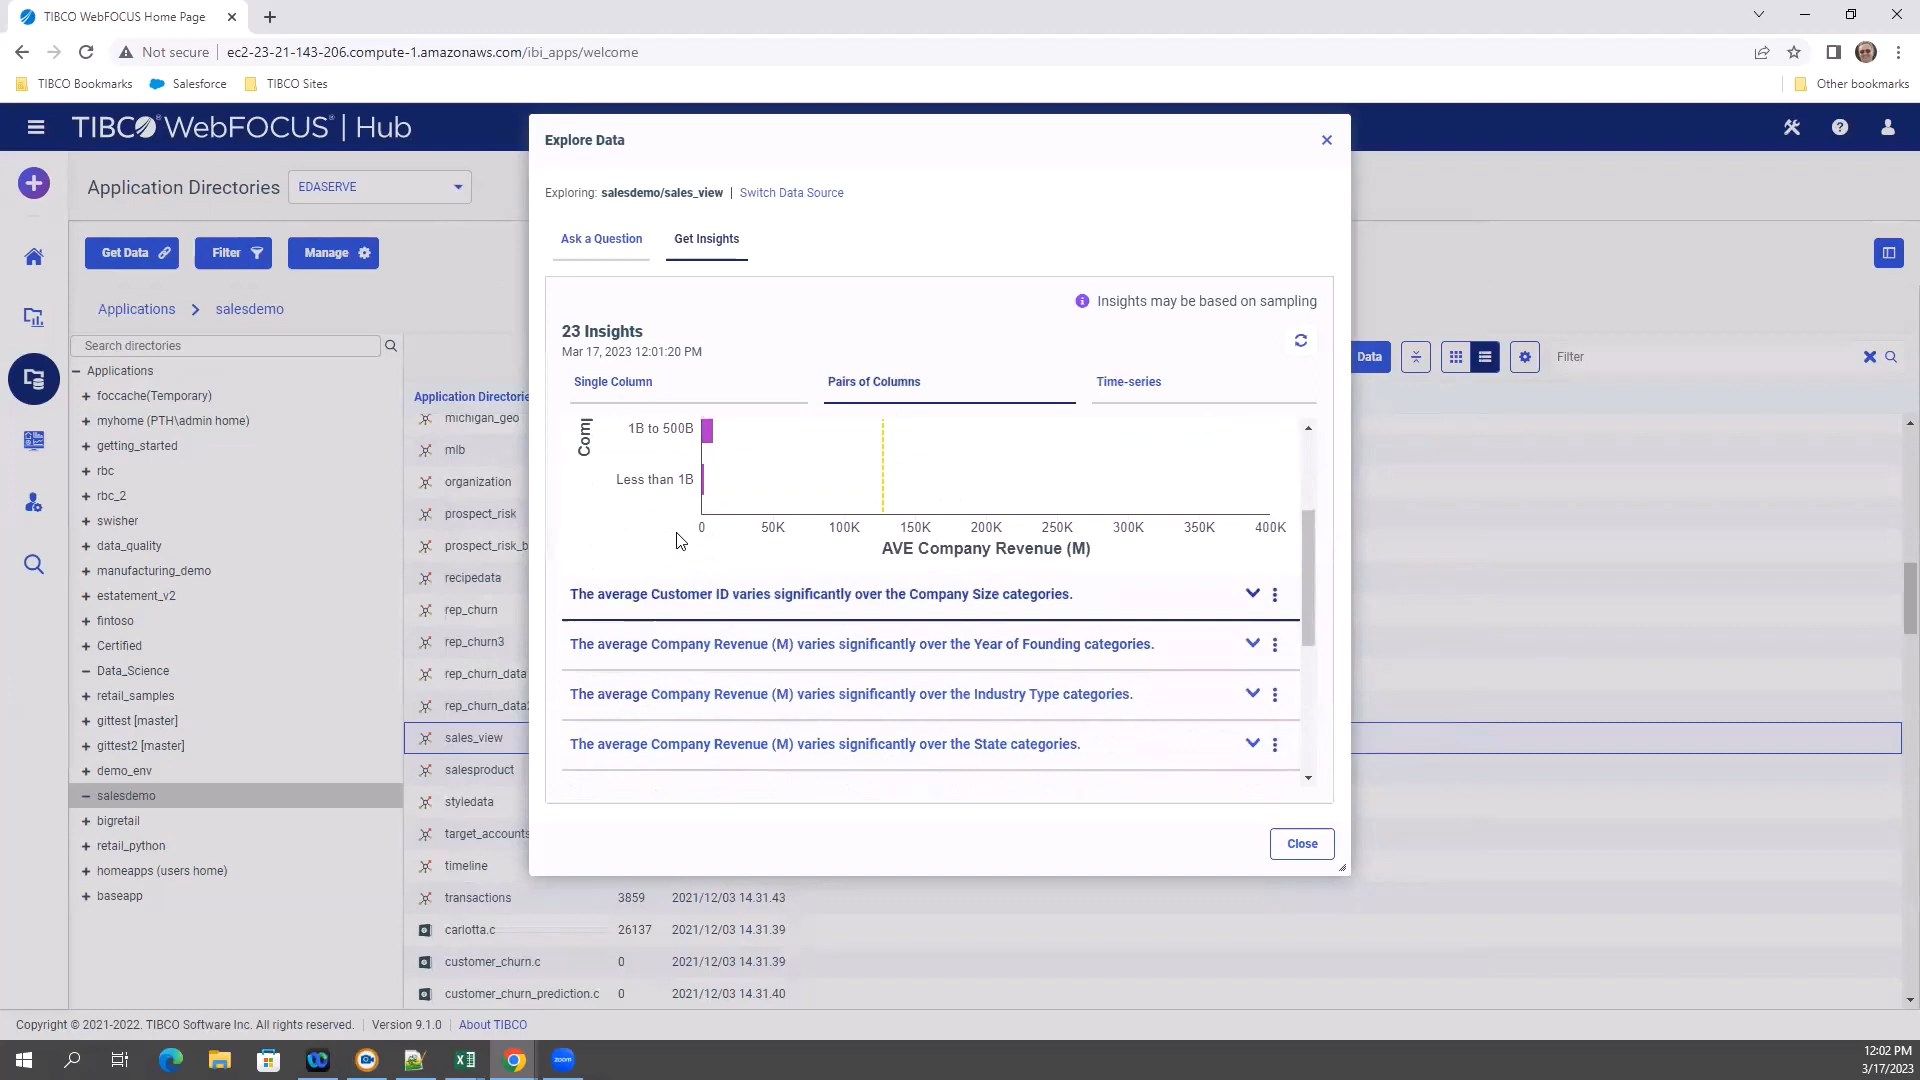 TIBCO WebFOCUS Home Page
Not secure
ec2-23-21-143-206.compute-1.amazonaws.com/ibi_apps/welcome
TIBCO Bookmarks
Salesforce
TIBCO Sites
Other bookmarks
TIBCO WebFOCUS | Hub
Application Directories
EDASERVE
Get Data
Filter
Manage
Applications > salesdemo
Search directories
Applications
foccache(Temporary)
myhome (PTH\admin home)
getting_started
rbc
rbc_2
swisher
data_quality
manufacturing_demo
estatement_v2
fintoso
Certified
Data_Science
retail_samples
gittest [master]
gittest2 [master]
demo_env
salesdemo
bigretail
retail_python
homeapps (users home)
baseapp
Data
Filter
Application Directorie
michigan_geo
mlb
organization
prospect_risk
prospect_risk_b
recipedata
rep_churn
rep_churn3
rep_churn_data
rep_churn_data
sales_view
salesproduct
styledata
target_accounts
timeline
transactions 3859 2021/12/03 14.31.43
carlotta.c 26137 2021/12/03 14.31.39
customer_churn.c 0 2021/12/03 14.31.39
customer_churn_prediction.c 0 2021/12/03 14.31.40
Explore Data
Exploring: salesdemo/sales_view | Switch Data Source
Ask a Question
Get Insights
Insights may be based on sampling
23 Insights
Mar 17, 2023 12:01:20 PM
Single Column
Pairs of Columns
Time-series
Comp
1B to 500B
Less than 1B
0 50K 100K 150K 200K 250K 300K 350K 400K
AVE Company Revenue (M)
The average Customer ID varies significantly over the Company Size categories.
The average Company Revenue (M) varies significantly over the Year of Founding categories.
The average Company Revenue (M) varies significantly over the Industry Type categories.
The average Company Revenue (M) varies significantly over the State categories.
Close
Copyright © 2021-2022. TIBCO Software Inc. All rights reserved. | Version 9.1.0 | About TIBCO
zoom
12:02 PM
3/17/2023